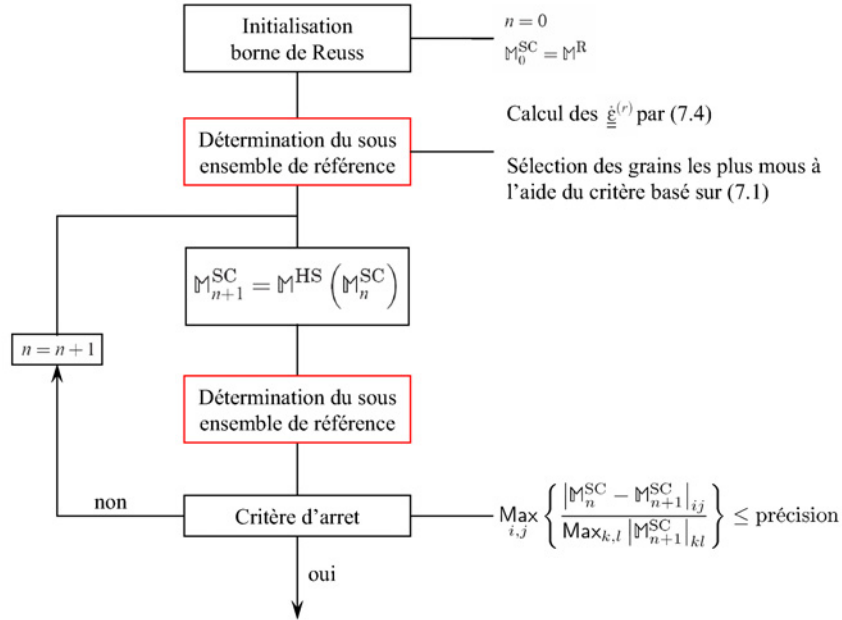 Initialisation
borne de Reuss
n = 0
𝕄₀^SC = 𝕄^R
Calcul des ε̲̲̇^(r) par (7.4)
Détermination du sous
ensemble de référence
Sélection des grains les plus mous à
l'aide du critère basé sur (7.1)
𝕄_{n+1}^SC = 𝕄^HS (𝕄_n^SC)
n = n + 1
Détermination du sous
ensemble de référence
non
Critère d'arret
Max_{i,j} { |𝕄_n^SC − 𝕄_{n+1}^SC|_{ij} / Max_{k,l} |𝕄_{n+1}^SC|_{kl} } ≤ précision
oui